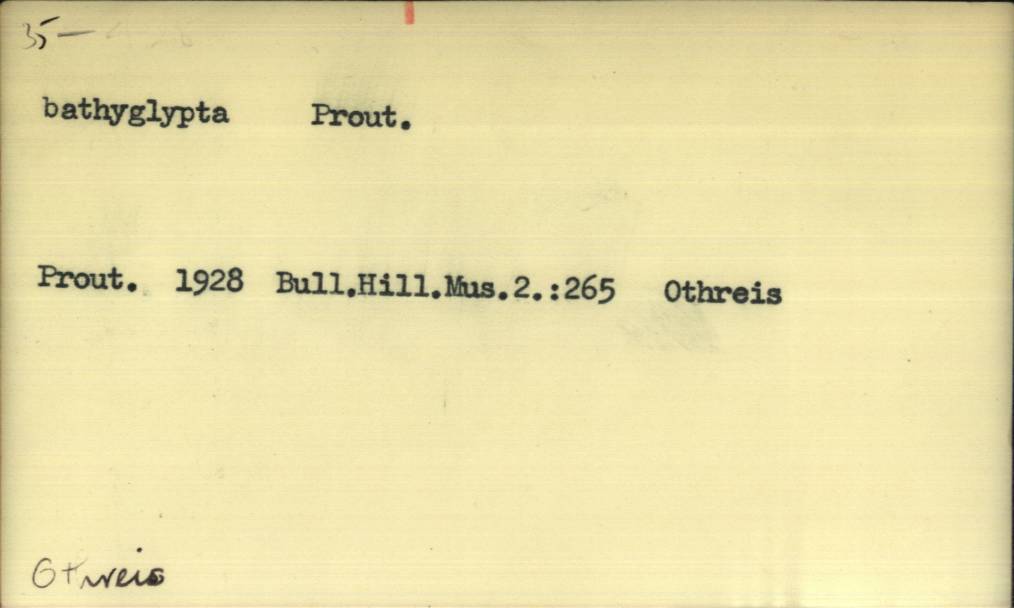 35—
bathyglypta Prout.
Prout. 1928 Bull.Hill.Mus.2.:265 Othreis
Othreis